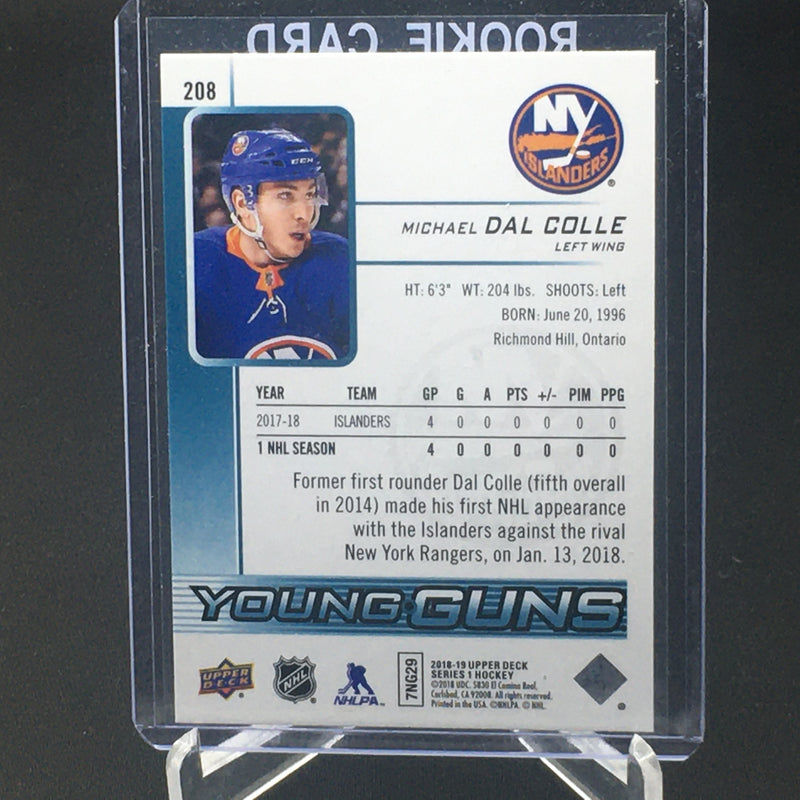 ROOKIE CARD
208
NY
ISLANDERS
CCM
MICHAEL DAL COLLE
LEFT WING
HT: 6'3" WT: 204 lbs. SHOOTS: Left
BORN: June 20, 1996
Richmond Hill, Ontario
YEAR TEAM GP G A PTS +/- PIM PPG
2017-18 ISLANDERS 4 0 0 0 0 0 0
1 NHL SEASON 4 0 0 0 0 0 0
Former first rounder Dal Colle (fifth overall
in 2014) made his first NHL appearance
with the Islanders against the rival
New York Rangers, on Jan. 13, 2018.
YOUNG GUNS
UPPER DECK
NHL
NHLPA
7NG29
2018-19 UPPER DECK
SERIES 1 HOCKEY
©2018 UDC. 5830 El Camino Real,
Carlsbad, CA 92008. All rights reserved.
Printed in the USA. ©NHLPA. © NHL.